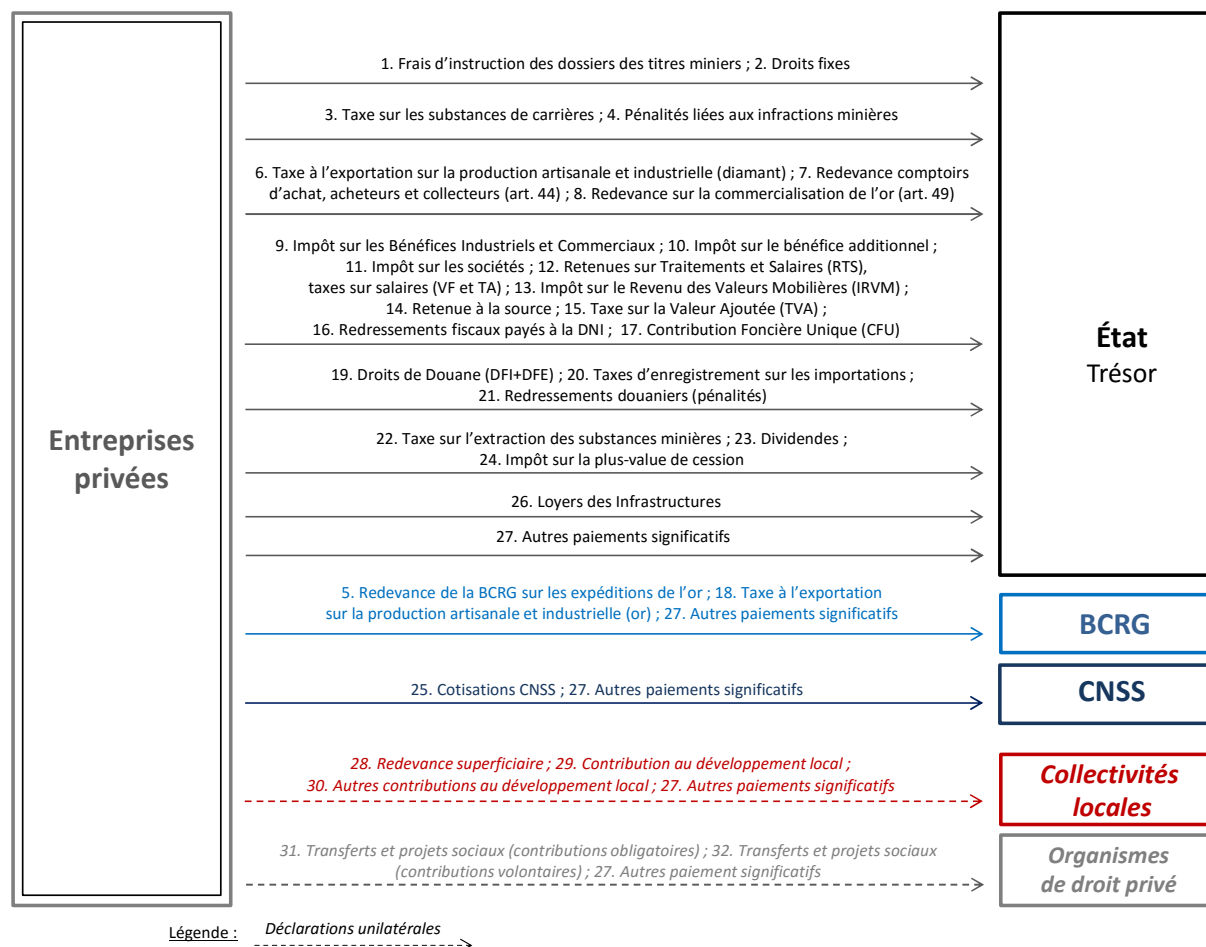 1. Frais d'instruction des dossiers des titres miniers ; 2. Droits fixes
3. Taxe sur les substances de carrières ; 4. Pénalités liées aux infractions minières
6. Taxe à l'exportation sur la production artisanale et industrielle (diamant) ; 7. Redevance comptoirs
d'achat, acheteurs et collecteurs (art. 44) ; 8. Redevance sur la commercialisation de l'or (art. 49)
9. Impôt sur les Bénéfices Industriels et Commerciaux ; 10. Impôt sur le bénéfice additionnel ;
11. Impôt sur les sociétés ; 12. Retenues sur Traitements et Salaires (RTS),
taxes sur salaires (VF et TA) ; 13. Impôt sur le Revenu des Valeurs Mobilières (IRVM) ;
14. Retenue à la source ; 15. Taxe sur la Valeur Ajoutée (TVA) ;
16. Redressements fiscaux payés à la DNI ; 17. Contribution Foncière Unique (CFU)
État
Trésor
19. Droits de Douane (DFI+DFE) ; 20. Taxes d'enregistrement sur les importations ;
21. Redressements douaniers (pénalités)
Entreprises
privées
22. Taxe sur l'extraction des substances minières ; 23. Dividendes ;
24. Impôt sur la plus-value de cession
26. Loyers des Infrastructures
27. Autres paiements significatifs
5. Redevance de la BCRG sur les expéditions de l'or ; 18. Taxe à l'exportation
sur la production artisanale et industrielle (or) ; 27. Autres paiements significatifs
BCRG
25. Cotisations CNSS ; 27. Autres paiements significatifs
CNSS
28. Redevance superficiaire ; 29. Contribution au développement local ;
30. Autres contributions au développement local ; 27. Autres paiements significatifs
Collectivités
locales
31. Transferts et projets sociaux (contributions obligatoires) ; 32. Transferts et projets sociaux
(contributions volontaires) ; 27. Autres paiement significatifs
Organismes
de droit privé
Légende : Déclarations unilatérales